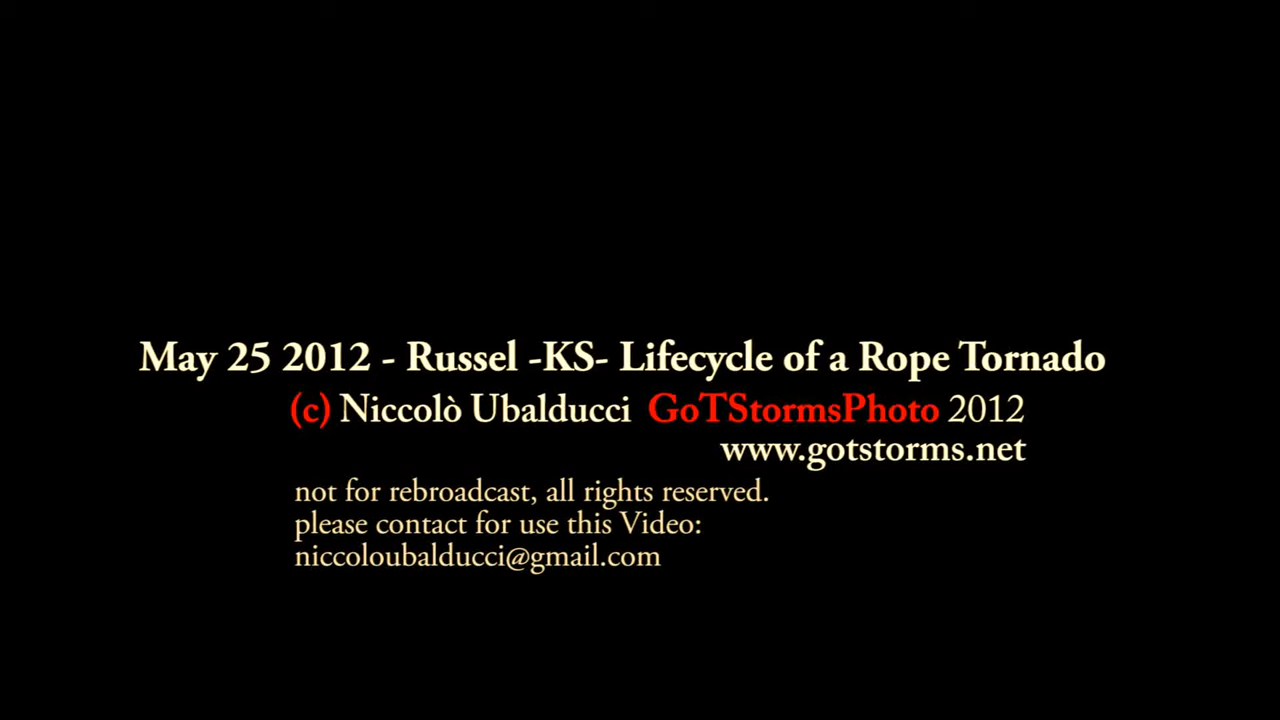 May 25 2012 - Russel -KS- Lifecycle of a Rope Tornado
(c) Niccolò Ubalducci GoTStormsPhoto 2012
www.gotstorms.net
not for rebroadcast, all rights reserved.
please contact for use this Video:
niccoloubalducci@gmail.com